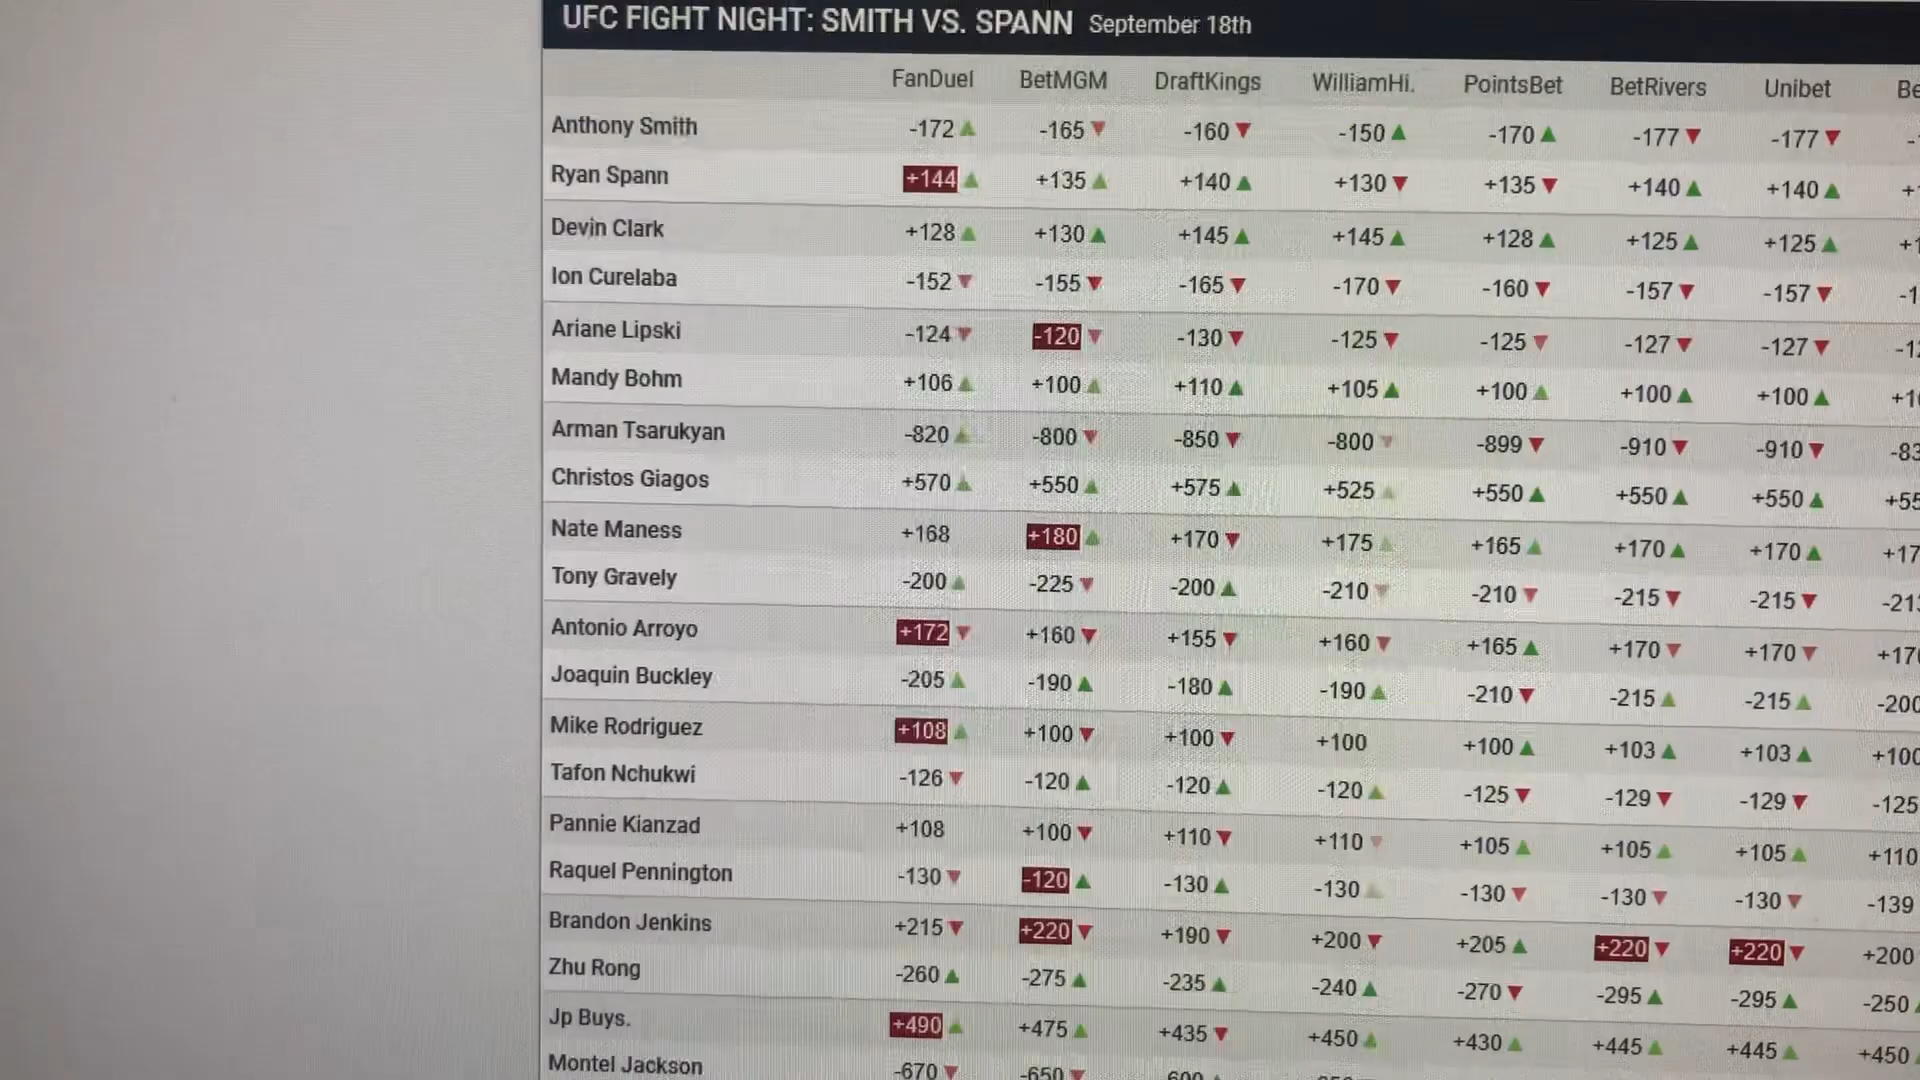 UFC FIGHT NIGHT: SMITH VS. SPANN September 18th
FanDuel BetMGM DraftKings WilliamHi. PointsBet BetRivers Unibet Be
Anthony Smith -172 -165 -160 -150 -170 -177 -177
Ryan Spann +144 +135 +140 +130 +135 +140 +140
Devin Clark +128 +130 +145 +145 +128 +125 +125
Ion Curelaba -152 -155 -165 -170 -160 -157 -157
Ariane Lipski -124 -120 -130 -125 -125 -127 -127
Mandy Bohm +106 +100 +110 +105 +100 +100 +100
Arman Tsarukyan -820 -800 -850 -800 -899 -910 -910 -83
Christos Giagos +570 +550 +575 +525 +550 +550 +550 +55
Nate Maness +168 +180 +170 +175 +165 +170 +170 +17
Tony Gravely -200 -225 -200 -210 -210 -215 -215 -21
Antonio Arroyo +172 +160 +155 +160 +165 +170 +170 +17
Joaquin Buckley -205 -190 -180 -190 -210 -215 -215 -200
Mike Rodriguez +108 +100 +100 +100 +100 +103 +103 +100
Tafon Nchukwi -126 -120 -120 -120 -125 -129 -129 -125
Pannie Kianzad +108 +100 +110 +110 +105 +105 +105 +110
Raquel Pennington -130 -120 -130 -130 -130 -130 -130 -139
Brandon Jenkins +215 +220 +190 +200 +205 +220 +220 +200
Zhu Rong -260 -275 -235 -240 -270 -295 -295 -250
Jp Buys. +490 +475 +435 +450 +430 +445 +445 +450
Montel Jackson -670 -650